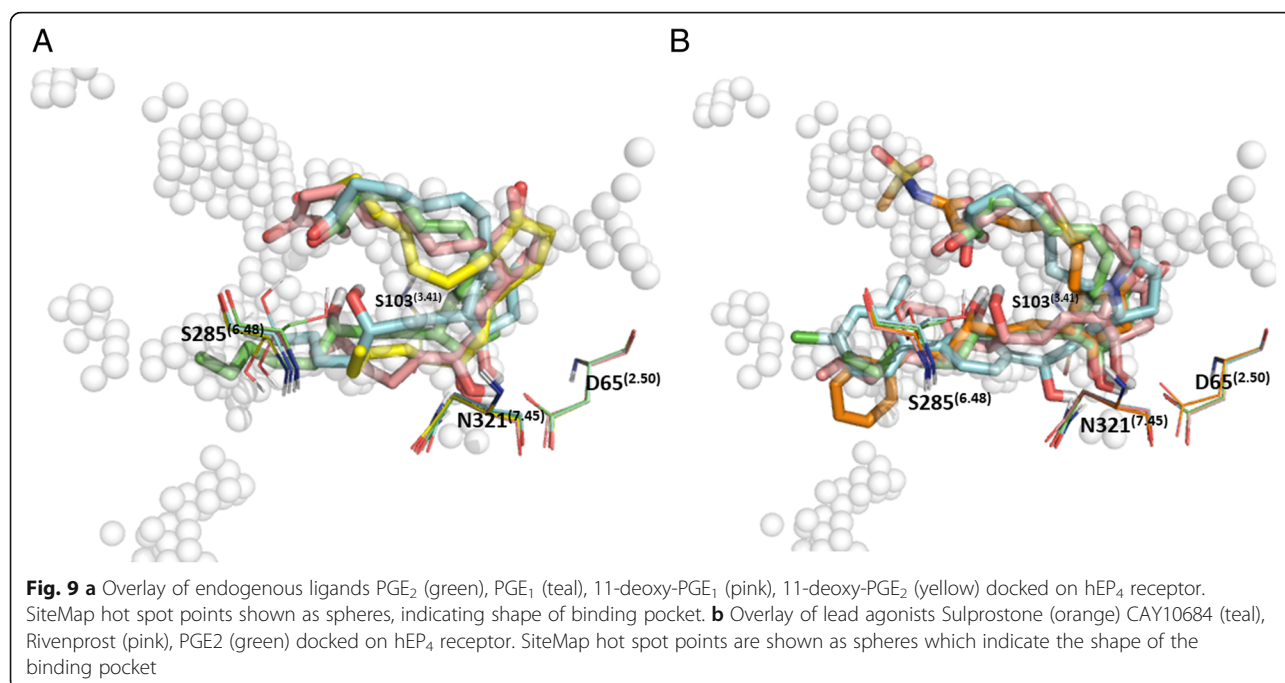 A
B
S103(3.41)
S285(6.48)
D65(2.50)
N321(7.45)
S103(3.41)
D65(2.50)
S285(6.48)
N321(7.45)
Fig. 9 a Overlay of endogenous ligands PGE₂ (green), PGE₁ (teal), 11-deoxy-PGE₁ (pink), 11-deoxy-PGE₂ (yellow) docked on hEP₄ receptor.
SiteMap hot spot points shown as spheres, indicating shape of binding pocket. b Overlay of lead agonists Sulprostone (orange) CAY10684 (teal),
Rivenprost (pink), PGE2 (green) docked on hEP₄ receptor. SiteMap hot spot points are shown as spheres which indicate the shape of the
binding pocket